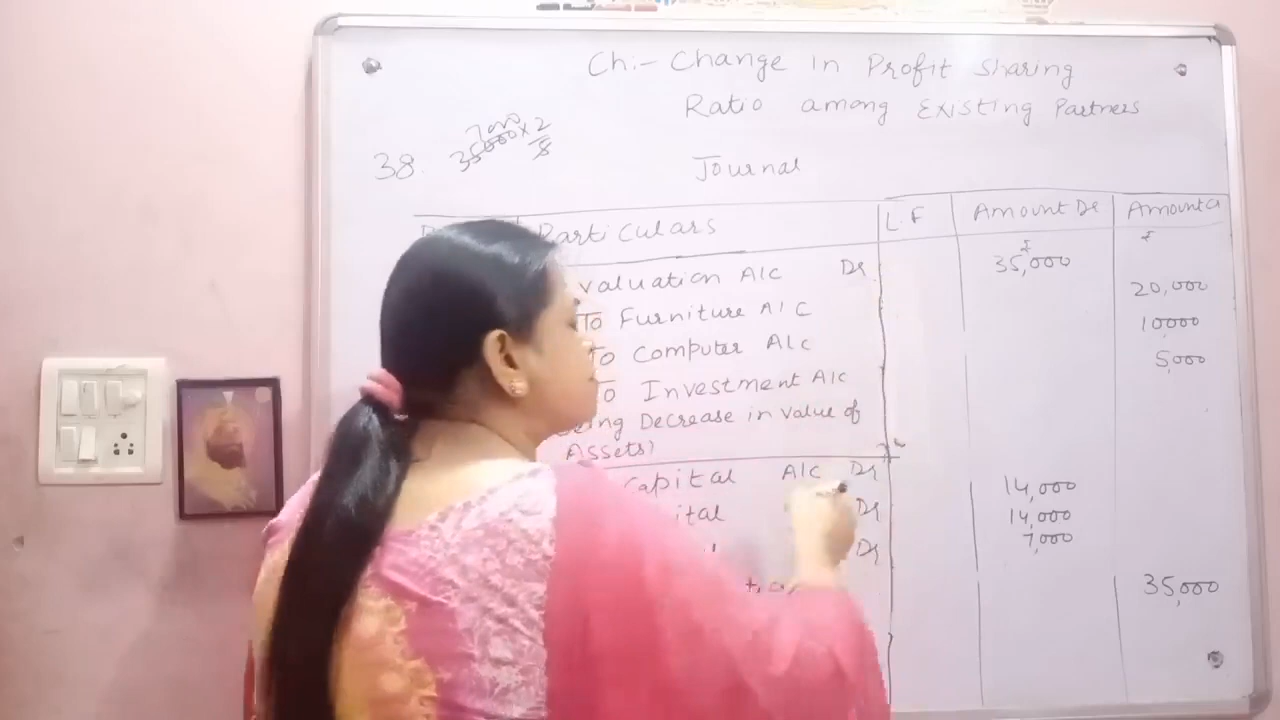 Ch:- Change in Profit Sharing
Ratio among Existing Partners
7000
35000 x 2/5
38.
Journal
Particulars L.F Amount Dr Amount Cr
₹ ₹
valuation A/c Dr 35,000
To Furniture A/c 20,000
To Computer A/c 10000
To Investment A/c 5,000
Decrease in value of
Assets)
Capital A/c Dr 14,000
ital Dr 14,000
Dr 7,000
35,000